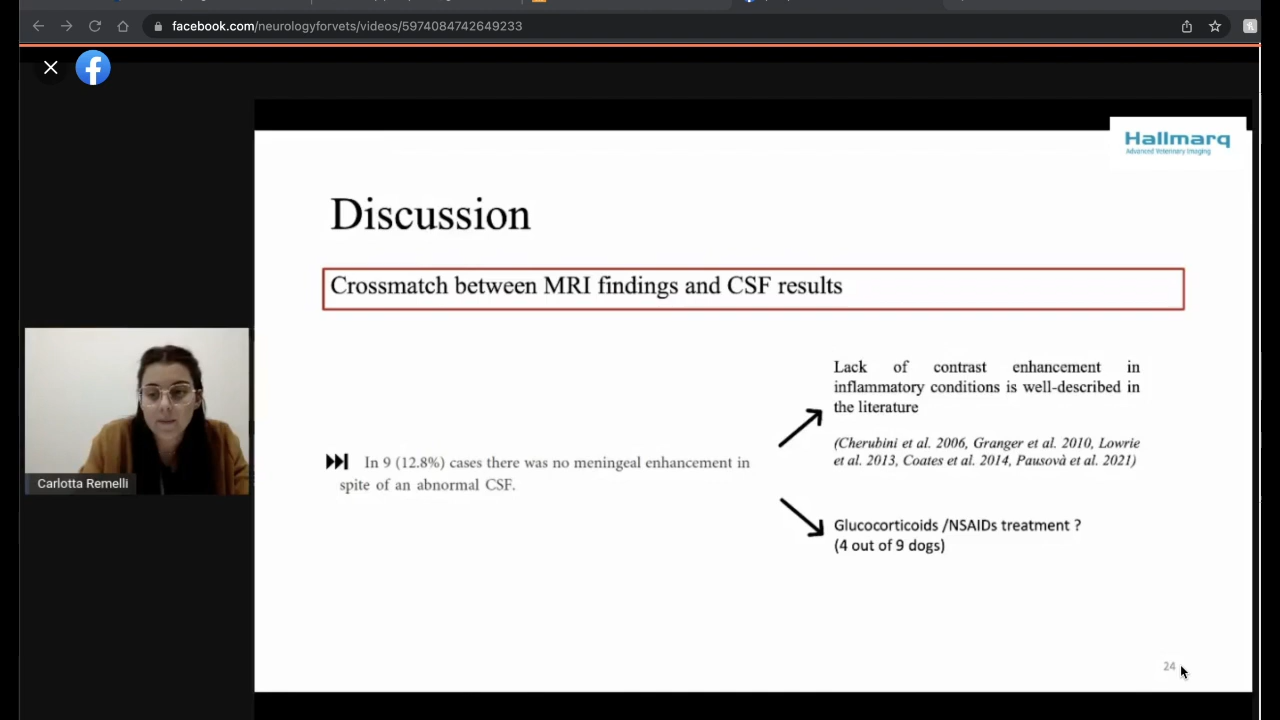 facebook.com/neurologyforvets/videos/5974084742649233
Hallmarq
Advanced Veterinary Imaging
Discussion
Crossmatch between MRI findings and CSF results
Lack of contrast enhancement in
inflammatory conditions is well-described in
the literature
(Cherubini et al. 2006, Granger et al. 2010, Lowrie
et al. 2013, Coates et al. 2014, Pausovà et al. 2021)
In 9 (12.8%) cases there was no meningeal enhancement in
spite of an abnormal CSF.
Carlotta Remelli
Glucocorticoids /NSAIDs treatment ?
(4 out of 9 dogs)
24